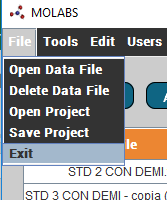 MOLABS
File Tools Edit Users
Open Data File
Delete Data File
Open Project
Save Project
Exit
STD 2 CON DEMI
STD 3 CON DEMI - copia